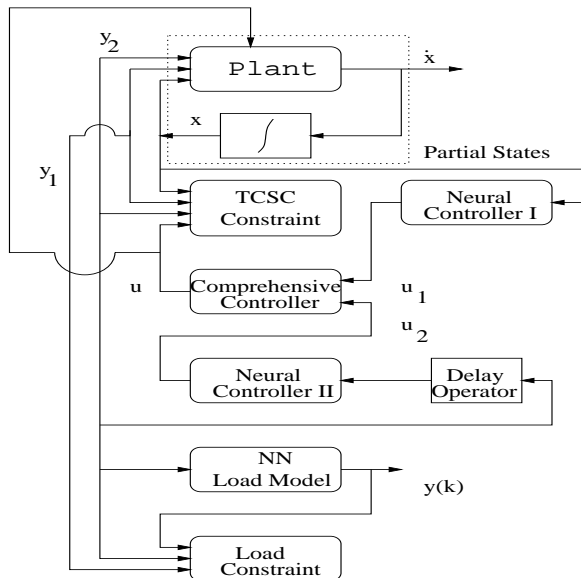 y2
Plant
ẋ
x
∫
Partial States
y1
TCSC
Constraint
Neural
Controller I
u
Comprehensive
Controller
u1
u2
Neural
Controller II
Delay
Operator
NN
Load Model
y(k)
Load
Constraint